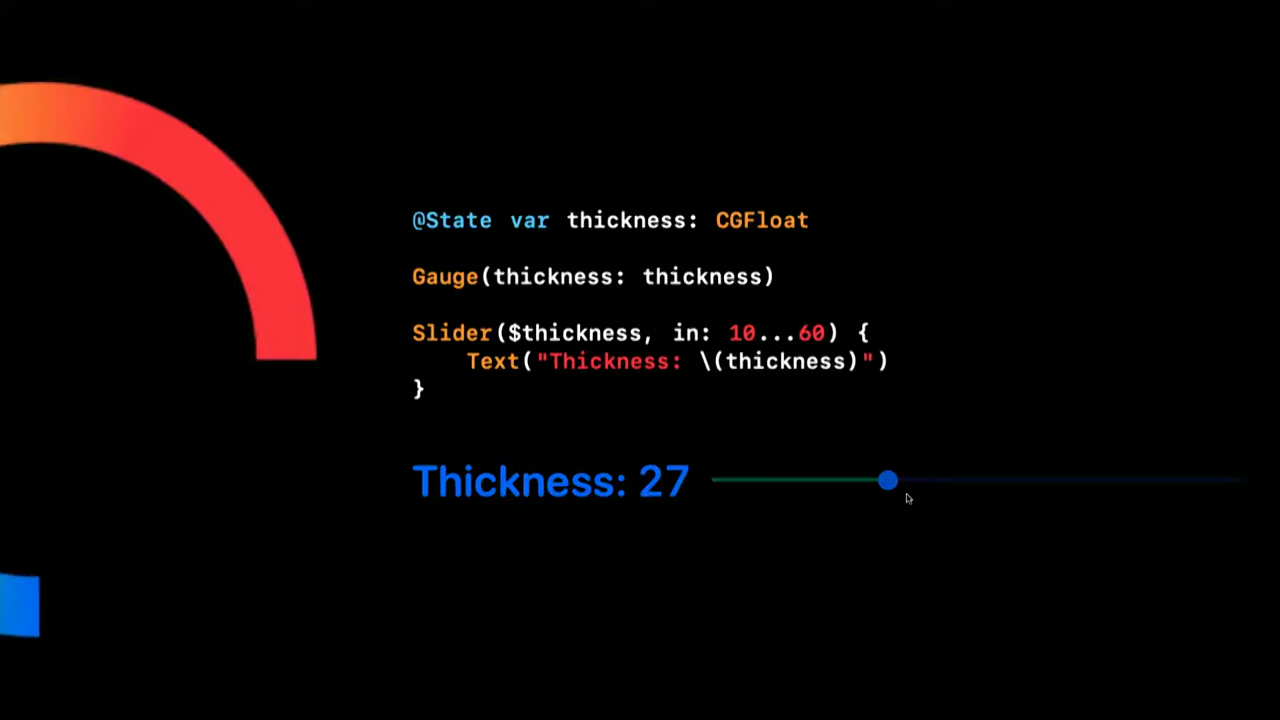 @State var thickness: CGFloat
Gauge(thickness: thickness)
Slider($thickness, in: 10...60) {
    Text("Thickness: \(thickness)")
}
Thickness: 27